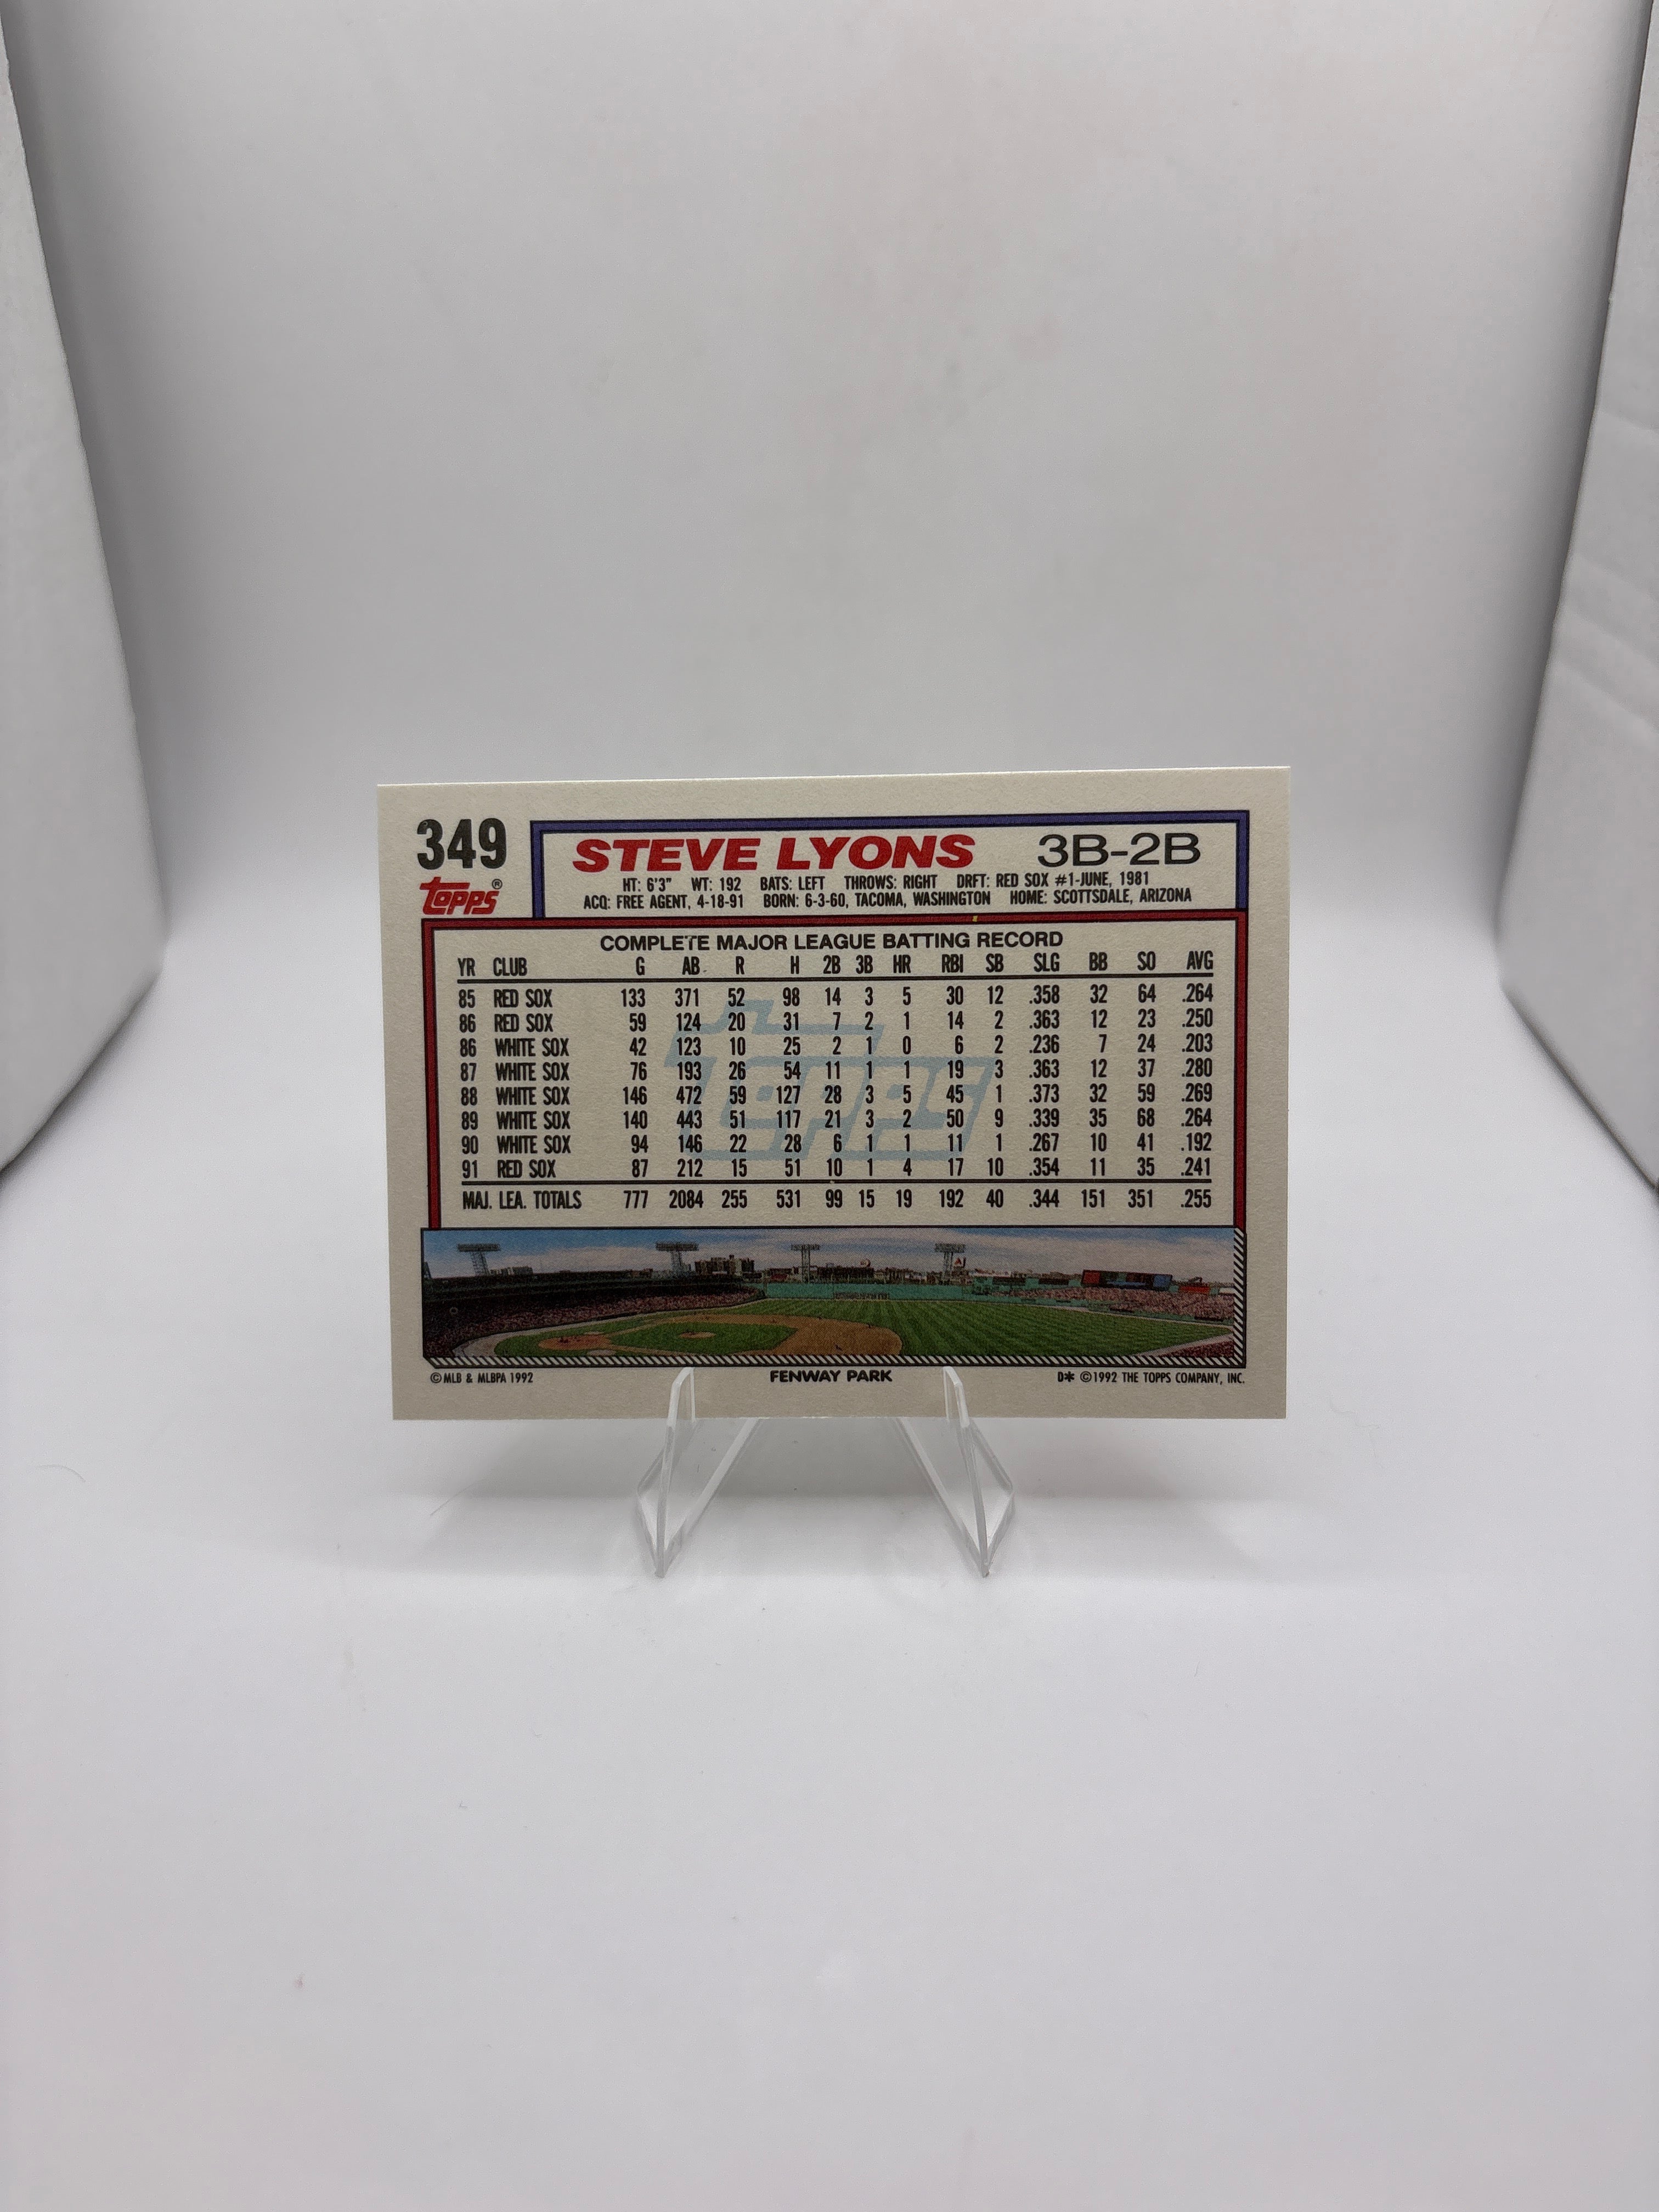 349 STEVE LYONS 3B-2B
topps®
HT: 6'3" WT: 192 BATS: LEFT THROWS: RIGHT DRFT: RED SOX #1-JUNE, 1981
ACQ: FREE AGENT, 4-18-91 BORN: 6-3-60, TACOMA, WASHINGTON HOME: SCOTTSDALE, ARIZONA
COMPLETE MAJOR LEAGUE BATTING RECORD
YR CLUB G AB R H 2B 3B HR RBI SB SLG BB SO AVG
85 RED SOX 133 371 52 98 14 3 5 30 12 .358 32 64 .264
86 RED SOX 59 124 20 31 7 2 1 14 2 .363 12 23 .250
86 WHITE SOX 42 123 10 25 2 1 0 6 2 .236 7 24 .203
87 WHITE SOX 76 193 26 54 11 1 1 19 3 .363 12 37 .280
88 WHITE SOX 146 472 59 127 28 3 5 45 1 .373 32 59 .269
89 WHITE SOX 140 443 51 117 21 3 2 50 9 .339 35 68 .264
90 WHITE SOX 94 146 22 28 6 1 1 11 1 .267 10 41 .192
91 RED SOX 87 212 15 51 10 1 4 17 10 .354 11 35 .241
MAJ. LEA. TOTALS 777 2084 255 531 99 15 19 192 40 .344 151 351 .255
topps
© MLB & MLBPA 1992 FENWAY PARK D* © 1992 THE TOPPS COMPANY, INC.